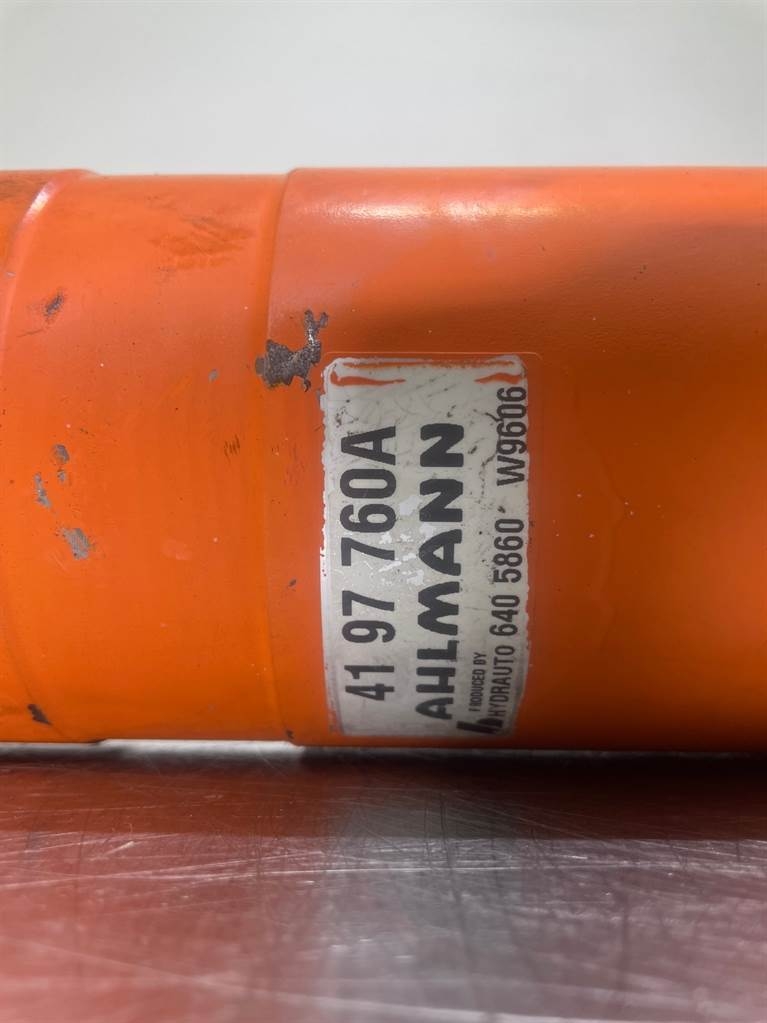 41 97 760A
AHLMANN
PRODUCED BY
HYDRAUTO 640 5860 W9606